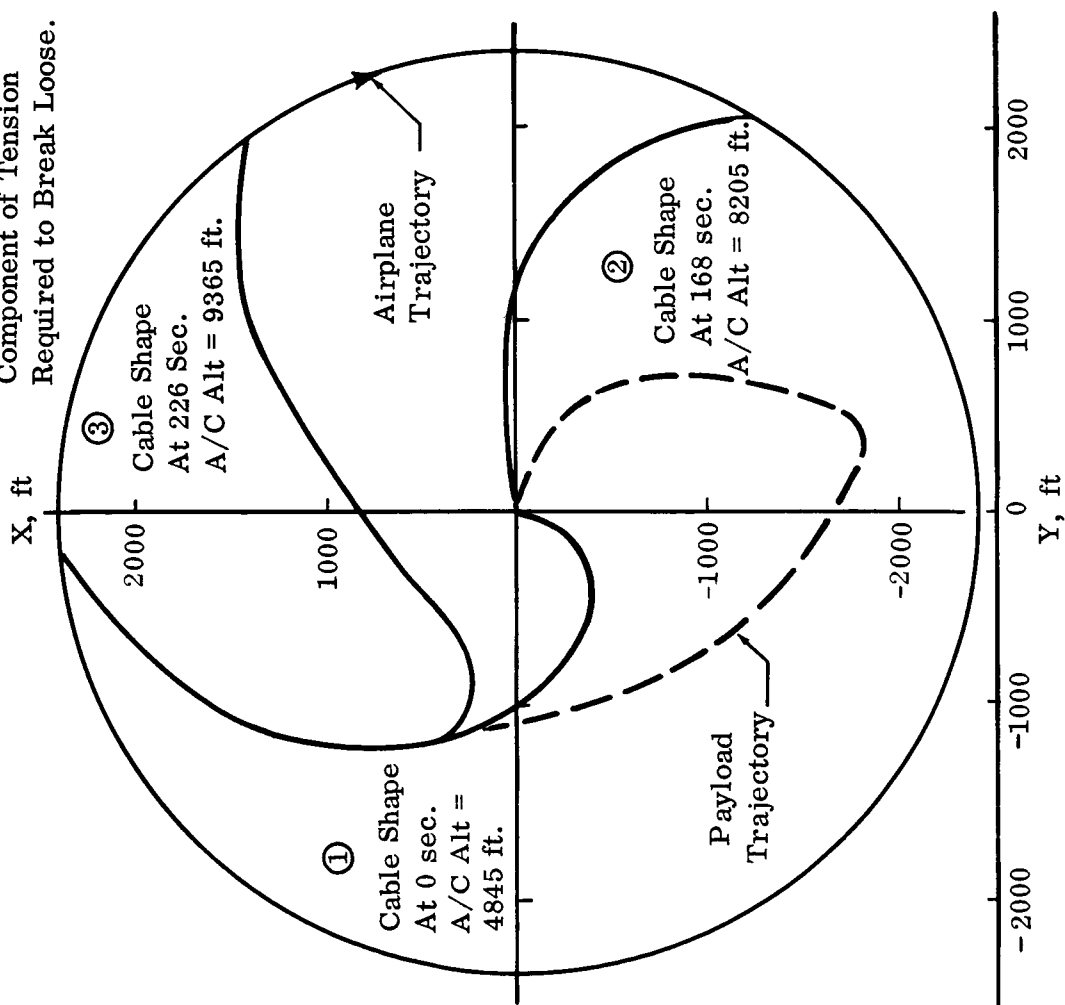 Component of Tension
Required to Break Loose.
X, ft
③
Cable Shape
At 226 Sec.
A/C Alt = 9365 ft.
2000
1000
-1000
-2000
Airplane
Trajectory
①
Cable Shape
At 0 sec.
A/C Alt =
4845 ft.
②
Cable Shape
At 168 sec.
A/C Alt = 8205 ft.
Payload
Trajectory
-2000
-1000
0
1000
2000
Y, ft